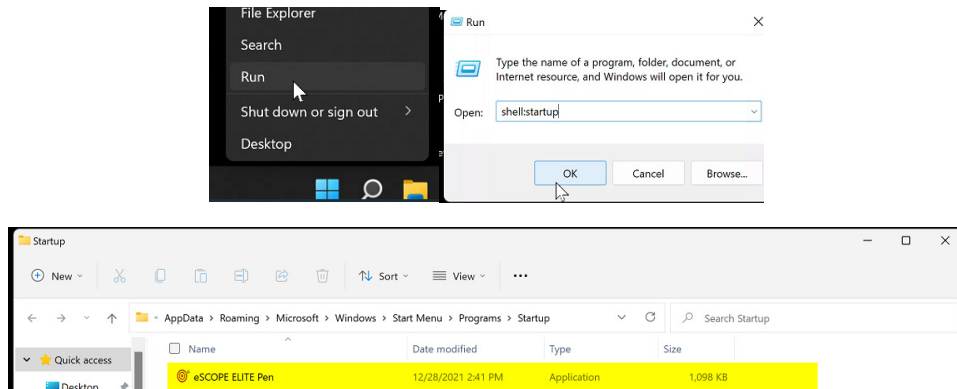 File Explorer
Search
Run
Shut down or sign out
Desktop
Run
Type the name of a program, folder, document, or
Internet resource, and Windows will open it for you.
Open: shell:startup
OK Cancel Browse...
Startup
New Sort View
AppData > Roaming > Microsoft > Windows > Start Menu > Programs > Startup Search Startup
Quick access
Name Date modified Type Size
eSCOPE ELITE Pen 12/28/2021 2:41 PM Application 1,098 KB
Desktop